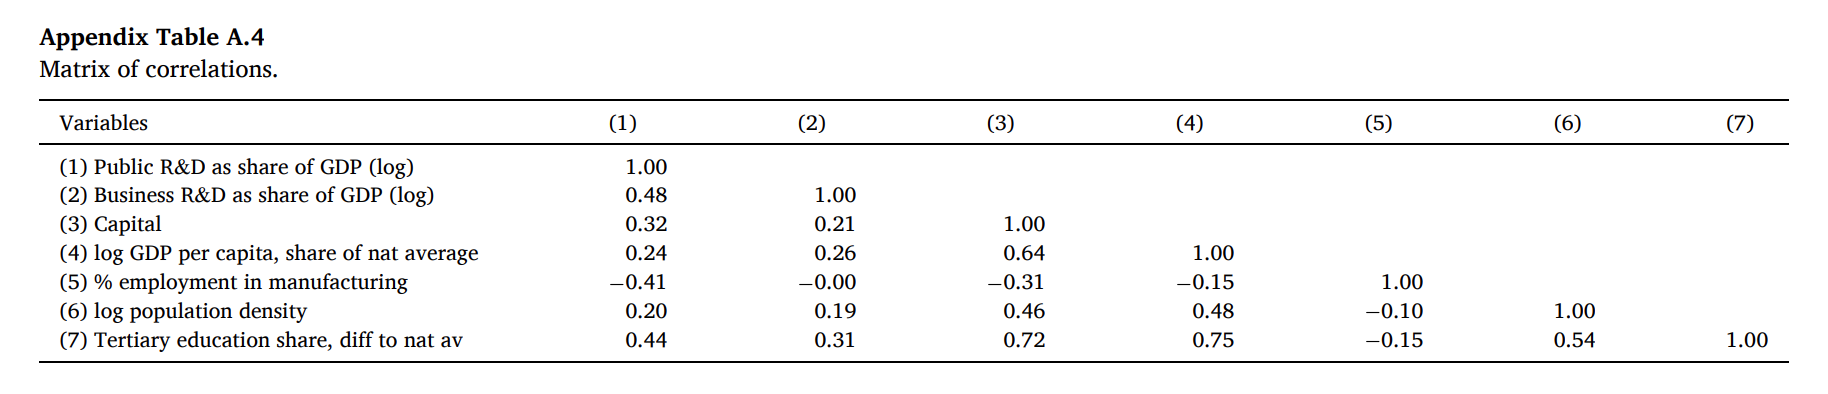 Appendix Table A.4
Matrix of correlations.
Variables (1) (2) (3) (4) (5) (6) (7)
(1) Public R&D as share of GDP (log) 1.00
(2) Business R&D as share of GDP (log) 0.48 1.00
(3) Capital 0.32 0.21 1.00
(4) log GDP per capita, share of nat average 0.24 0.26 0.64 1.00
(5) % employment in manufacturing −0.41 −0.00 −0.31 −0.15 1.00
(6) log population density 0.20 0.19 0.46 0.48 −0.10 1.00
(7) Tertiary education share, diff to nat av 0.44 0.31 0.72 0.75 −0.15 0.54 1.00